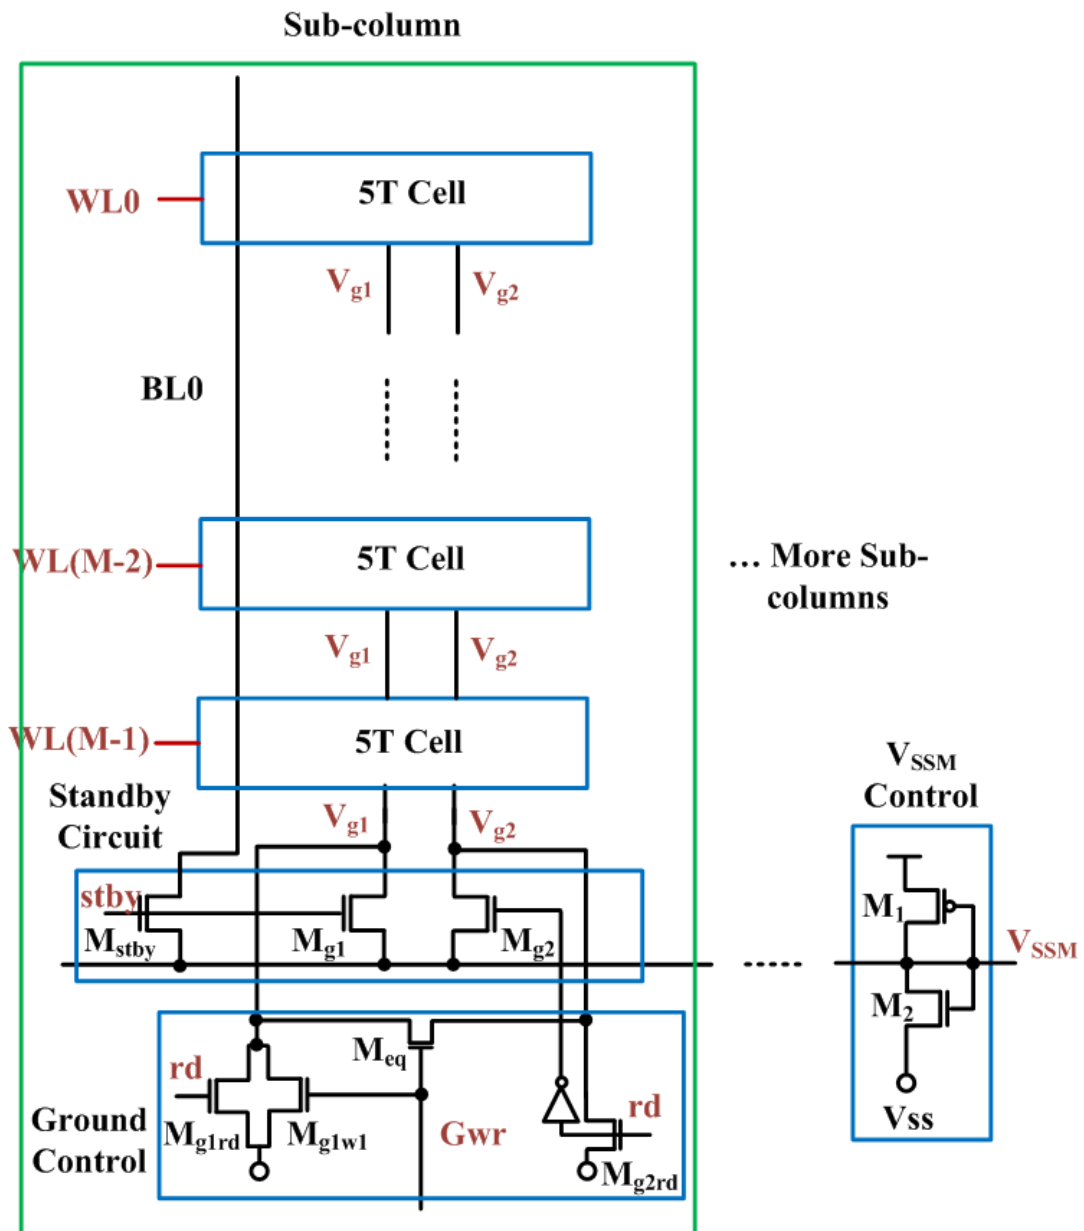 Sub-column
WL0
5T Cell
Vg1
Vg2
BL0
WL(M-2)
5T Cell
... More Sub-
columns
Vg1
Vg2
WL(M-1)
5T Cell
VSSM
Control
Standby
Circuit
Vg1
Vg2
stby
Mstby
Mg1
Mg2
M1
VSSM
M2
Meq
rd
rd
Ground
Control
Mg1rd
Mg1w1
Gwr
Mg2rd
Vss